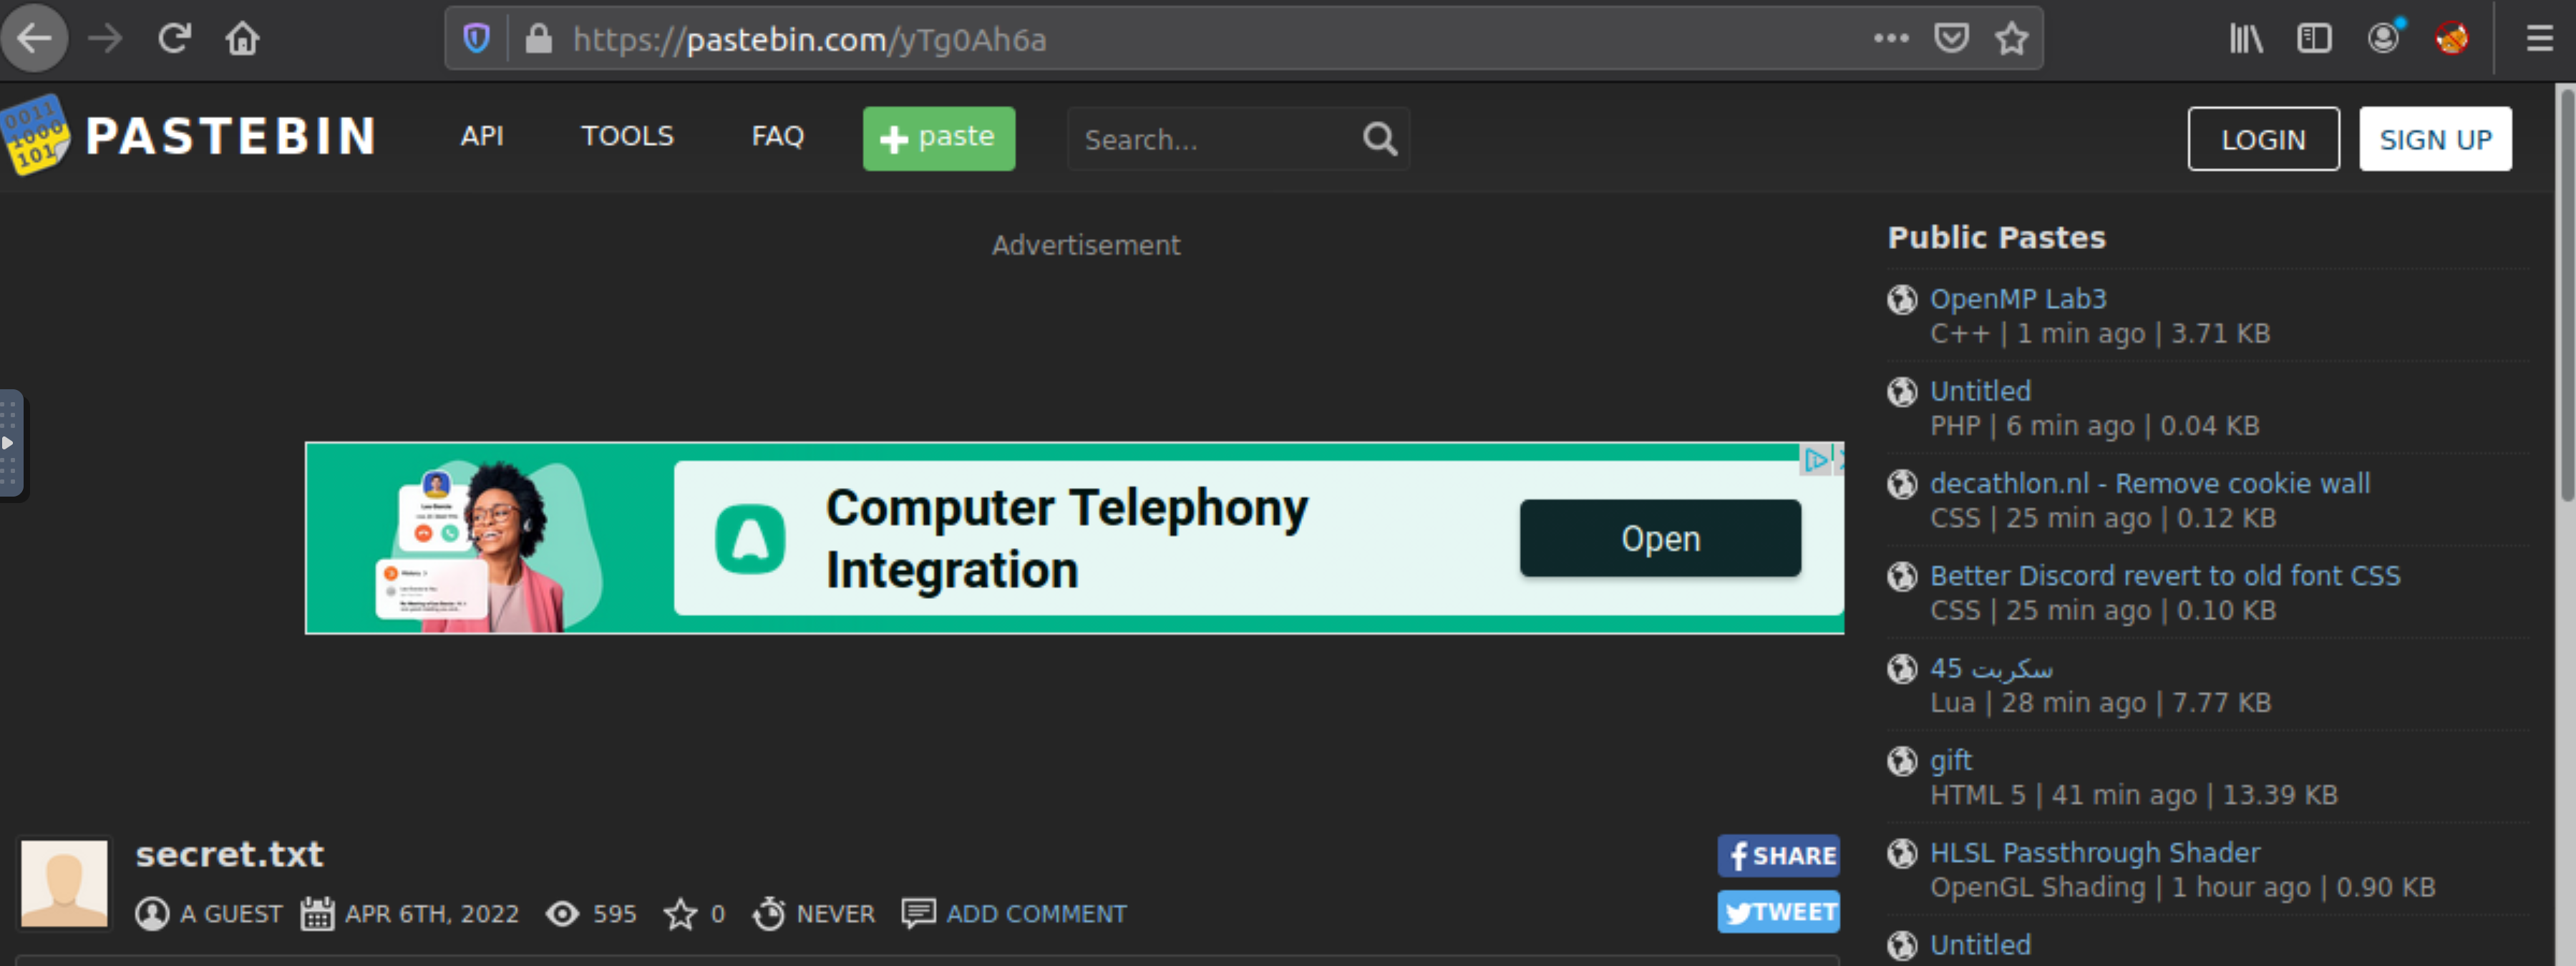 https://pastebin.com/yTg0Ah6a
0011
1000
101
PASTEBIN
API
TOOLS
FAQ
paste
Search...
LOGIN
SIGN UP
Advertisement
Computer Telephony
Integration
Open
secret.txt
A GUEST APR 6TH, 2022 595 0 NEVER ADD COMMENT
SHARE
TWEET
Public Pastes
OpenMP Lab3
C++ | 1 min ago | 3.71 KB
Untitled
PHP | 6 min ago | 0.04 KB
decathlon.nl - Remove cookie wall
CSS | 25 min ago | 0.12 KB
Better Discord revert to old font CSS
CSS | 25 min ago | 0.10 KB
سكربت 45
Lua | 28 min ago | 7.77 KB
gift
HTML 5 | 41 min ago | 13.39 KB
HLSL Passthrough Shader
OpenGL Shading | 1 hour ago | 0.90 KB
Untitled